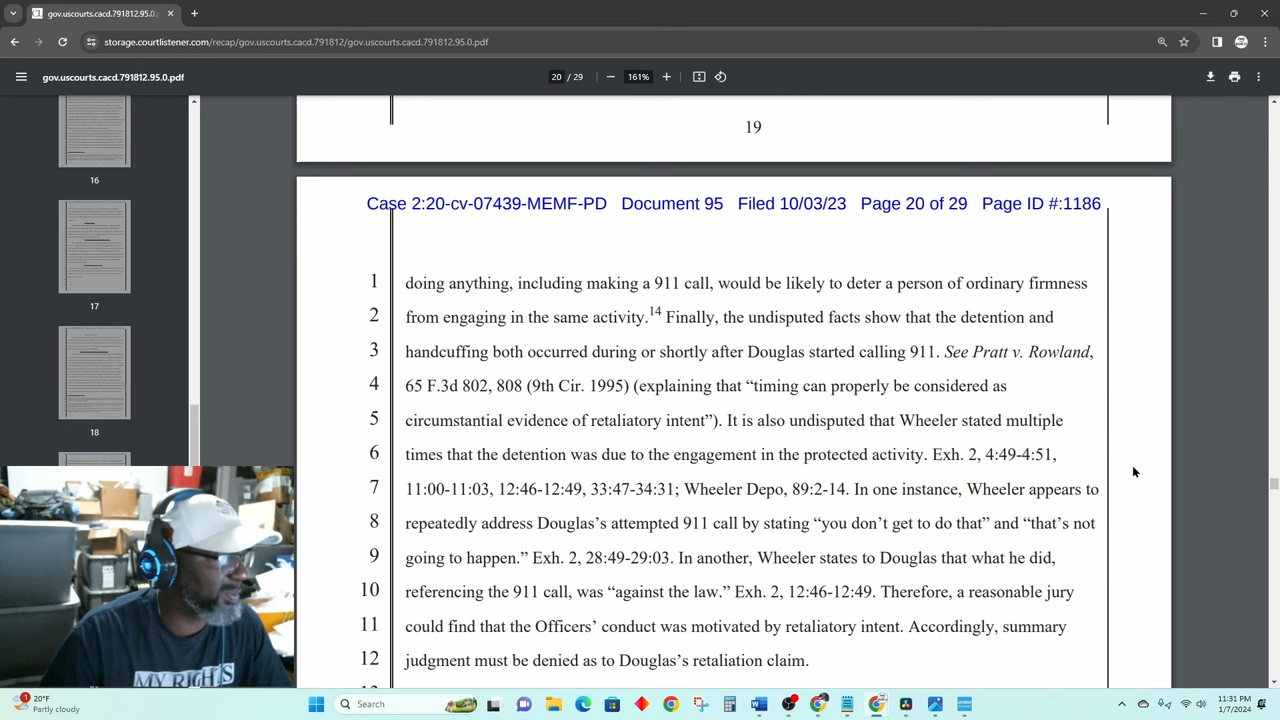 gov.uscourts.cacd.791812.95.0.p
storage.courtlistener.com/recap/gov.uscourts.cacd.791812/gov.uscourts.cacd.791812.95.0.pdf
gov.uscourts.cacd.791812.95.0.pdf
20 / 29
161%
16
17
18
19
Case 2:20-cv-07439-MEMF-PD Document 95 Filed 10/03/23 Page 20 of 29 Page ID #:1186
1 doing anything, including making a 911 call, would be likely to deter a person of ordinary firmness
2 from engaging in the same activity.14 Finally, the undisputed facts show that the detention and
3 handcuffing both occurred during or shortly after Douglas started calling 911. See Pratt v. Rowland,
4 65 F.3d 802, 808 (9th Cir. 1995) (explaining that “timing can properly be considered as
5 circumstantial evidence of retaliatory intent”). It is also undisputed that Wheeler stated multiple
6 times that the detention was due to the engagement in the protected activity. Exh. 2, 4:49-4:51,
7 11:00-11:03, 12:46-12:49, 33:47-34:31; Wheeler Depo, 89:2-14. In one instance, Wheeler appears to
8 repeatedly address Douglas’s attempted 911 call by stating “you don’t get to do that” and “that’s not
9 going to happen.” Exh. 2, 28:49-29:03. In another, Wheeler states to Douglas that what he did,
10 referencing the 911 call, was “against the law.” Exh. 2, 12:46-12:49. Therefore, a reasonable jury
11 could find that the Officers’ conduct was motivated by retaliatory intent. Accordingly, summary
12 judgment must be denied as to Douglas’s retaliation claim.
MY RIGHTS
1
20°F
Partly cloudy
Search
11:31 PM
1/7/2024